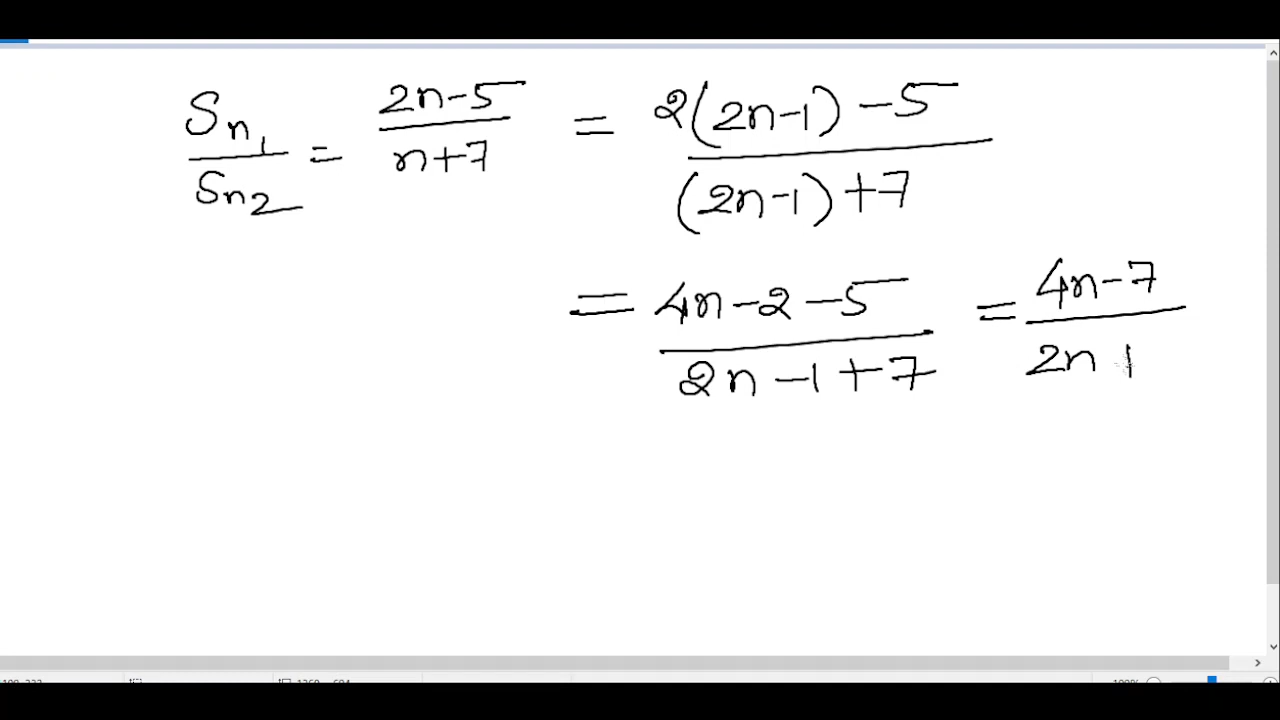 Sn1/Sn2 = (2n-5)/(n+7) = (2(2n-1)-5)/((2n-1)+7)
= (4n-2-5)/(2n-1+7) = (4n-7)/(2n